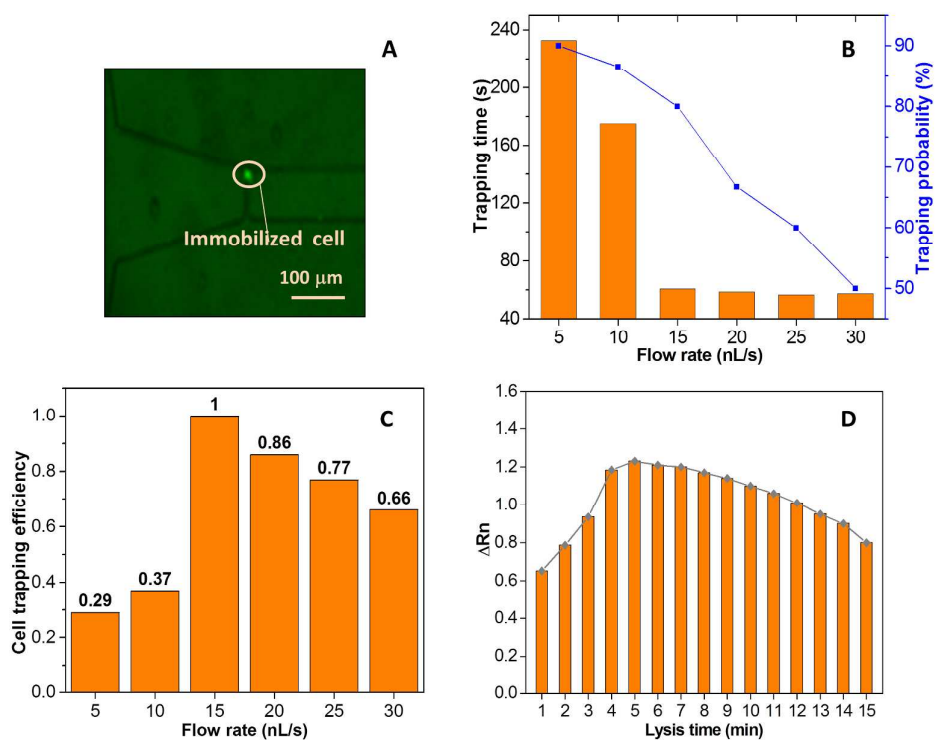 A
Immobilized cell
100 μm
B
Trapping time (s)
240
220
180
160
120
100
60
40
Trapping probability (%)
90
80
70
60
50
5 10 15 20 25 30
Flow rate (nL/s)
C
Cell trapping efficiency
1.0
0.8
0.6
0.4
0.2
0.0
0.29
0.37
1
0.86
0.77
0.66
5 10 15 20 25 30
Flow rate (nL/s)
D
ΔRn
1.6
1.4
1.2
1.0
0.8
0.6
0.4
0.2
0.0
1 2 3 4 5 6 7 8 9 10 11 12 13 14 15
Lysis time (min)